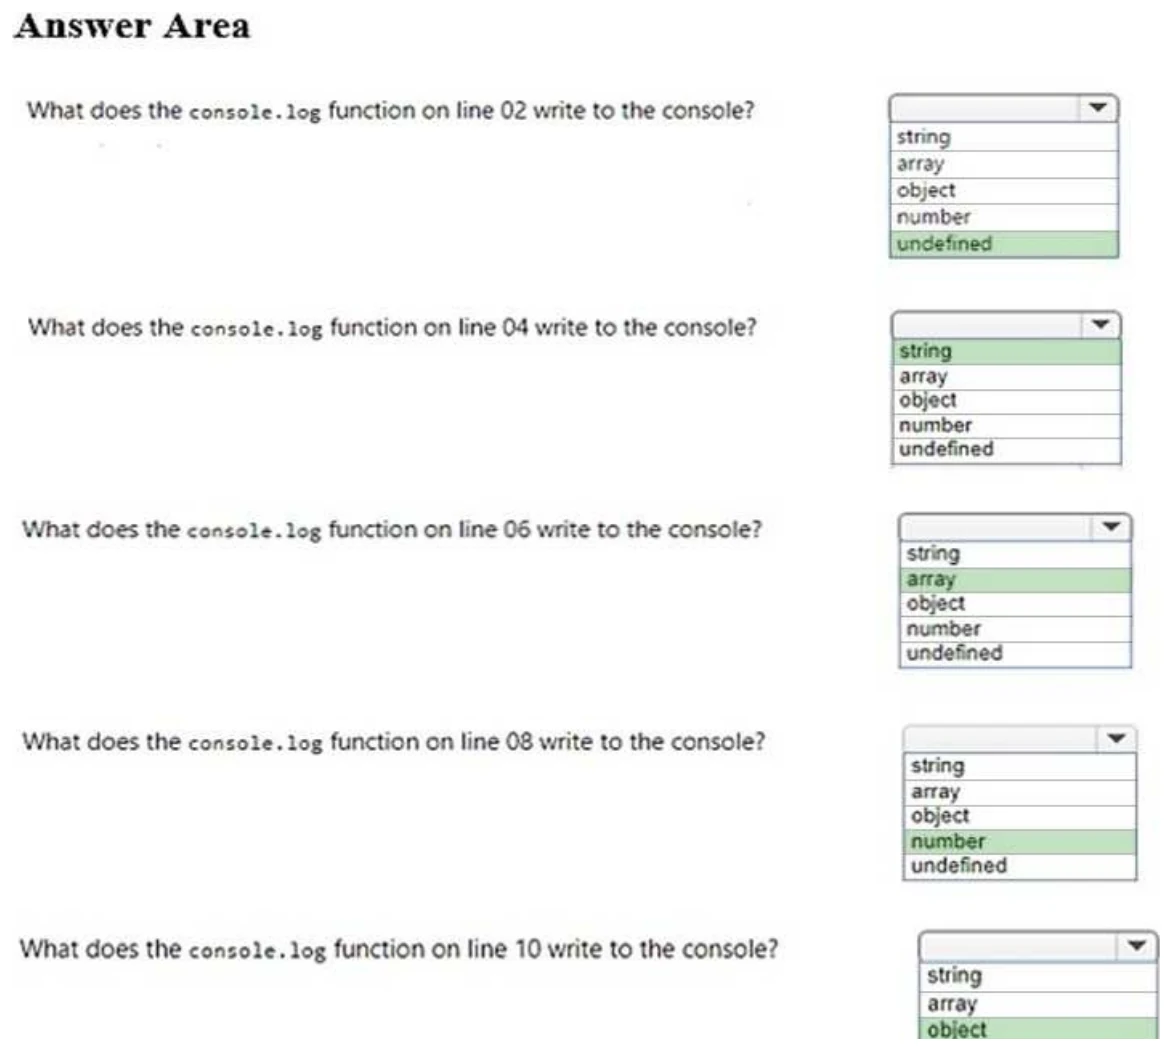 Answer Area
What does the console.log function on line 02 write to the console?
string
array
object
number
undefined
What does the console.log function on line 04 write to the console?
string
array
object
number
undefined
What does the console.log function on line 06 write to the console?
string
array
object
number
undefined
What does the console.log function on line 08 write to the console?
string
array
object
number
undefined
What does the console.log function on line 10 write to the console?
string
array
object